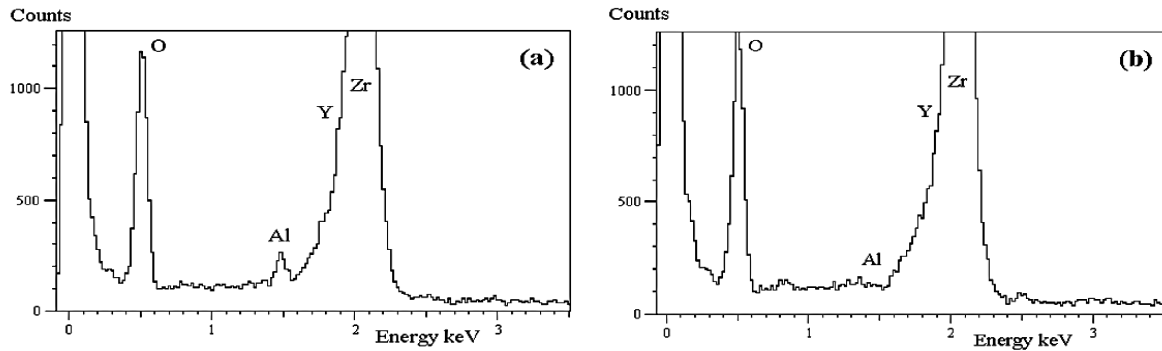 Counts
O
(a)
1000
Zr
Y
500
Al
0
0 1 2 3
Energy keV
Counts
O
(b)
1000
Zr
Y
500
Al
0
0 1 2 3
Energy keV